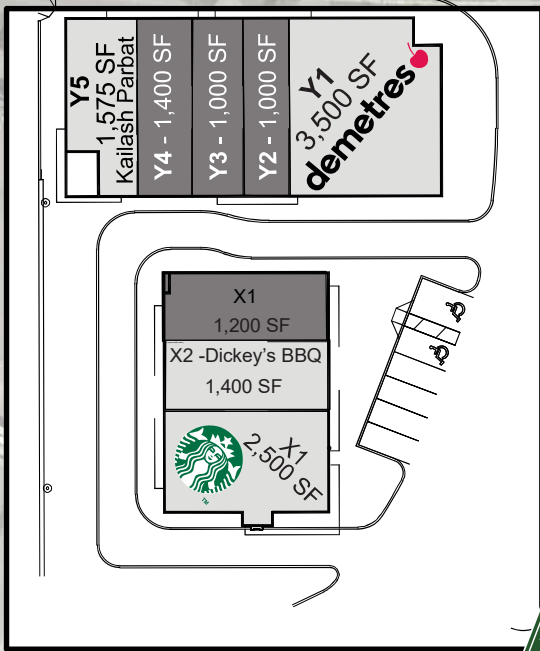 Y5
1,575 SF
Kailash Parbat
Y4 - 1,400 SF
Y3 - 1,000 SF
Y2 - 1,000 SF
Y1
3,500 SF
demetres
X1
1,200 SF
X2 -Dickey's BBQ
1,400 SF
X1
2,500 SF
TM